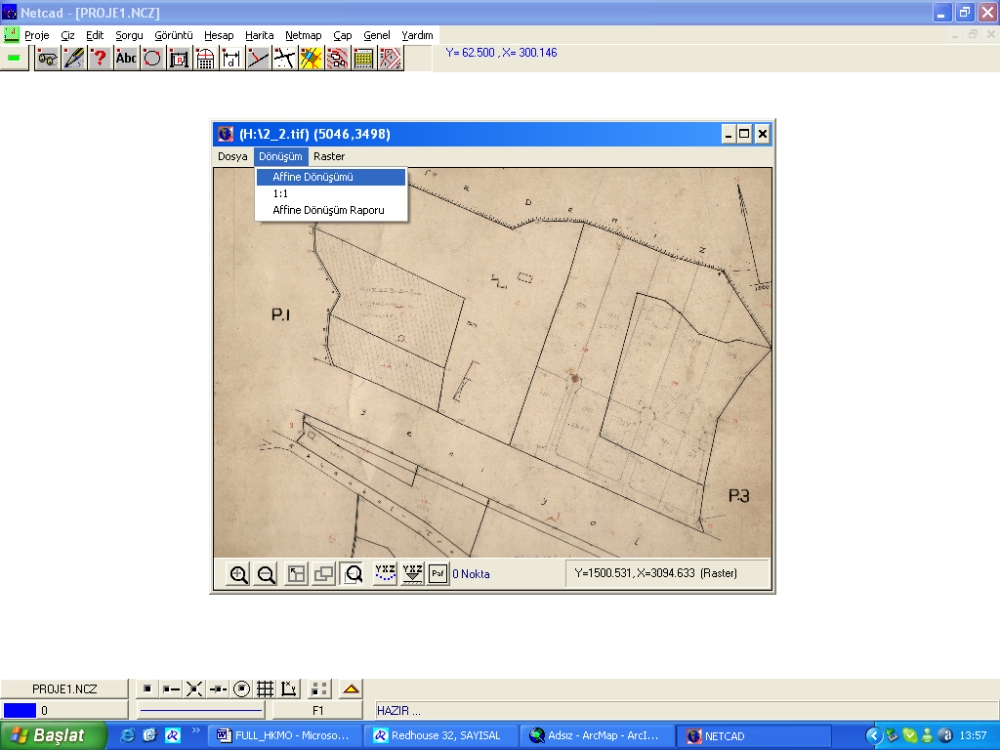 Netcad - [PROJE1.NCZ]
Proje Çiz Edit Sorgu Görüntü Hesap Harita Netmap Çap Genel Yardım
Abc
Y= 62.500 , X= 300.146
(H:\2_2.tif) (5046,3498)
Dosya Dönüşüm Raster
Affine Dönüşümü
1:1
Affine Dönüşüm Raporu
P.1
P.3
y e n i y o l
YXZ YXZ Paf 0 Nokta
Y=1500.531, X=3094.633 (Raster)
PROJE1.NCZ
0 F1 HAZIR ...
Başlat
FULL_HKMO - Microso...
Redhouse 32, SAYISAL
Adsız - ArcMap - ArcI...
NETCAD
13:57